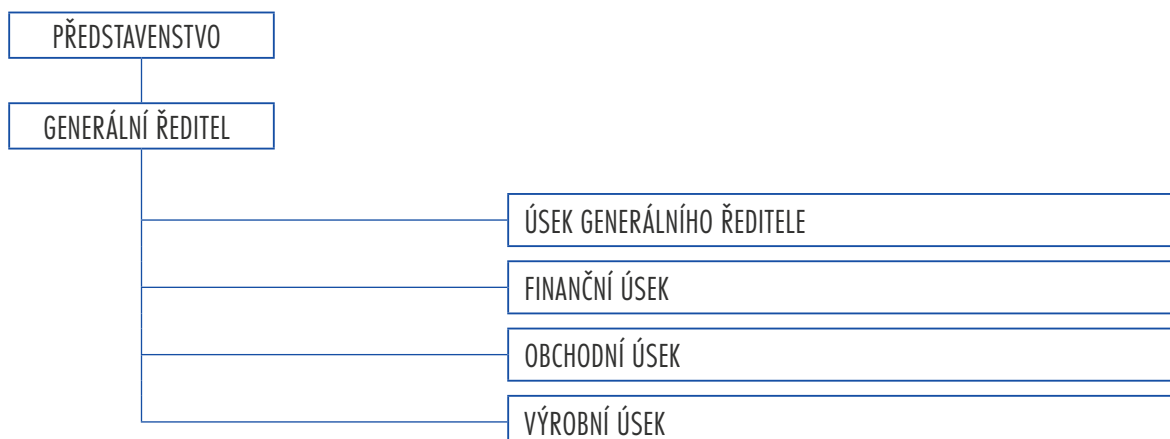 PŘEDSTAVENSTVO
GENERÁLNÍ ŘEDITEL
ÚSEK GENERÁLNÍHO ŘEDITELE
FINANČNÍ ÚSEK
OBCHODNÍ ÚSEK
VÝROBNÍ ÚSEK